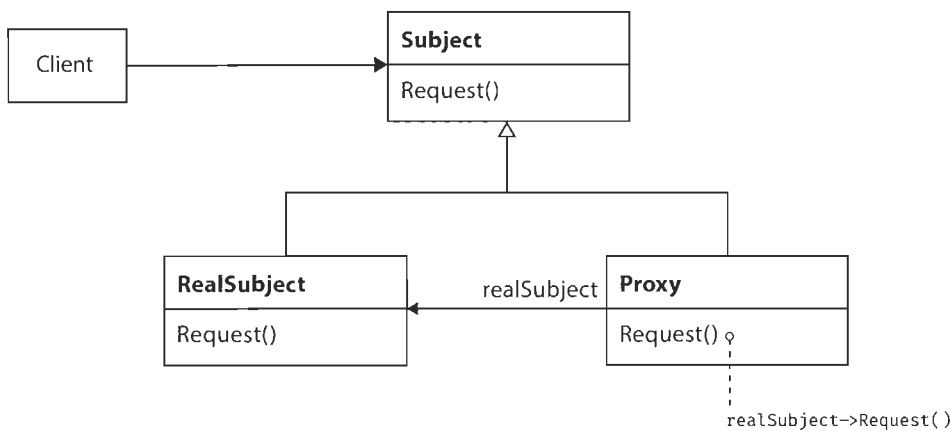 Client
Subject
Request()
RealSubject
Request()
realSubject
Proxy
Request()
realSubject->Request()